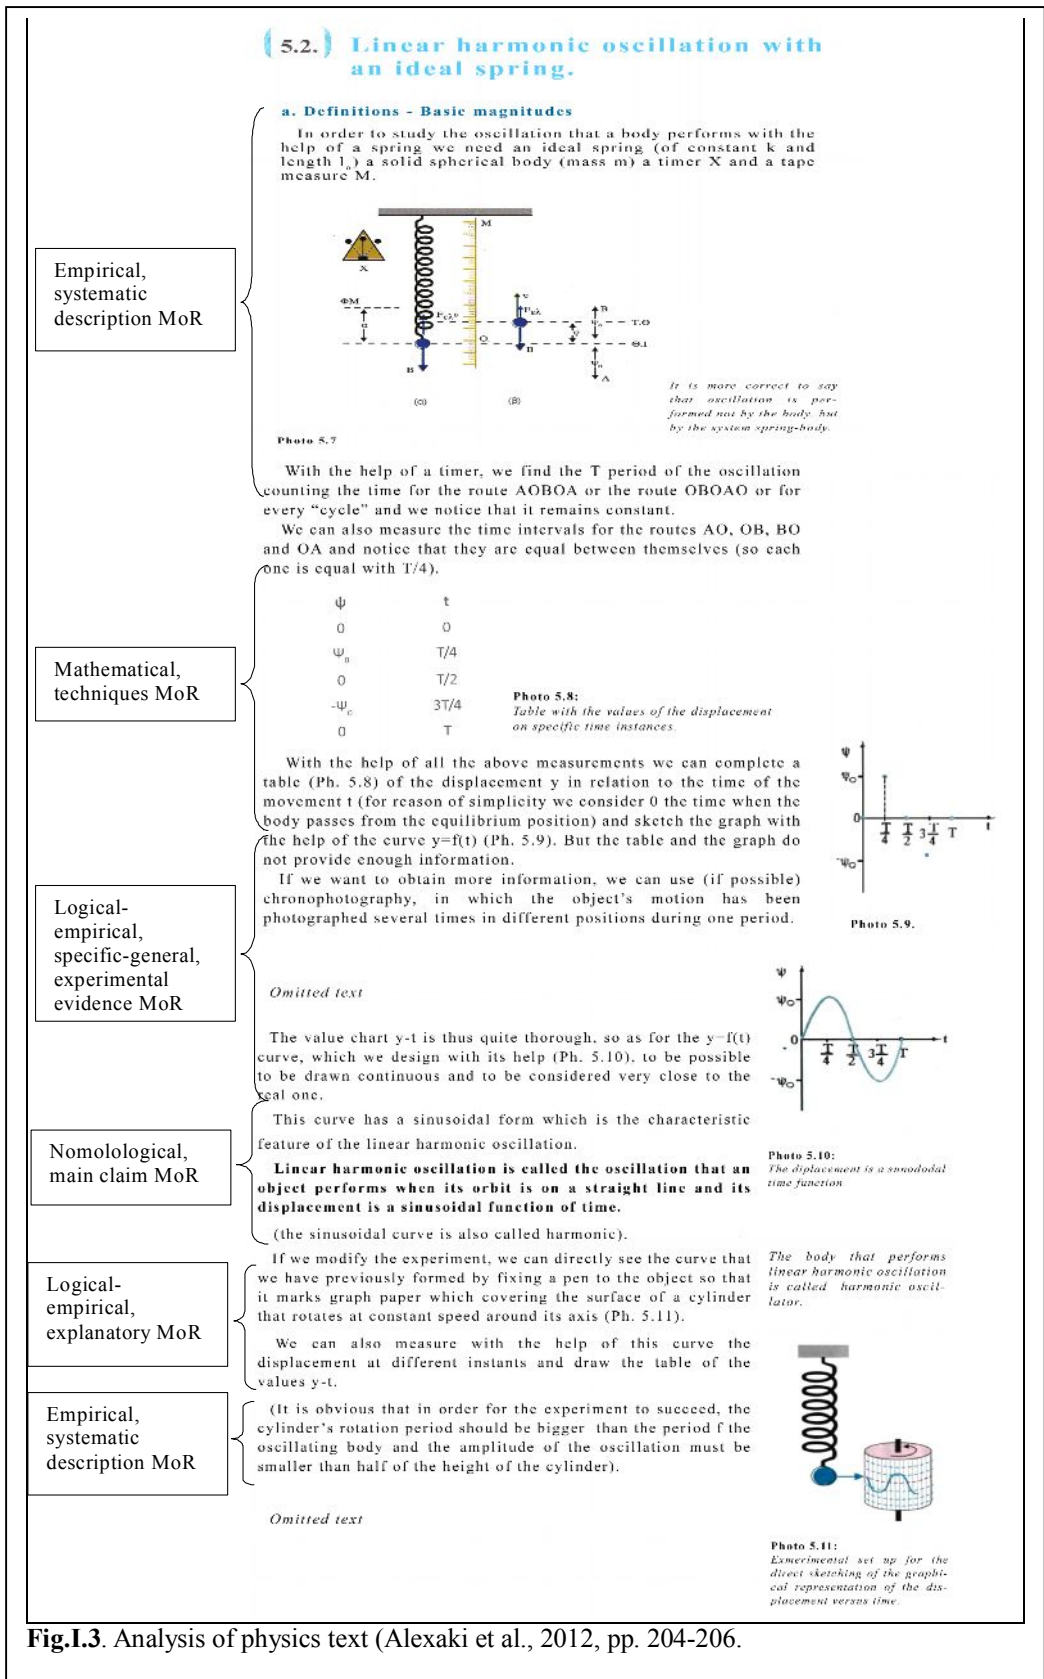 ( 5.2. ) Linear harmonic oscillation with
an ideal spring.
a. Definitions - Basic magnitudes
In order to study the oscillation that a body performs with the
help of a spring we need an ideal spring (of constant k and
length l₀) a solid spherical body (mass m) a timer X and a tape
measure M.
Empirical,
systematic
description MoR
M
X
ΦM
α
Fελ
B
O
(α)
υ
Fελ
B
(β)
ψ
B
ψ₀
ψ₀
A
T.Θ
Θ.Ι
It is more correct to say
that oscillation is per-
formed not by the body, but
by the system spring-body.
Photo 5.7
With the help of a timer, we find the T period of the oscillation
counting the time for the route AOBOA or the route OBOAO or for
every “cycle” and we notice that it remains constant.
We can also measure the time intervals for the routes AO, OB, BO
and OA and notice that they are equal between themselves (so each
one is equal with T/4).
Mathematical,
techniques MoR
ψ t
0 0
ψ₀ T/4
0 T/2
-ψ₀ 3T/4
0 T
Photo 5.8:
Table with the values of the displacement
on specific time instances.
With the help of all the above measurements we can complete a
table (Ph. 5.8) of the displacement y in relation to the time of the
movement t (for reason of simplicity we consider 0 the time when the
body passes from the equilibrium position) and sketch the graph with
the help of the curve y=f(t) (Ph. 5.9). But the table and the graph do
not provide enough information.
If we want to obtain more information, we can use (if possible)
chronophotography, in which the object's motion has been
photographed several times in different positions during one period.
ψ
ψ₀
0
-ψ₀
T/4 T/2 3T/4 T t
Photo 5.9.
Logical-
empirical,
specific-general,
experimental
evidence MoR
Omitted text
The value chart y-t is thus quite thorough, so as for the y=f(t)
curve, which we design with its help (Ph. 5.10), to be possible
to be drawn continuous and to be considered very close to the
real one.
ψ
ψ₀
0
-ψ₀
T/4 T/2 3T/4 T t
Photo 5.10:
The diplacement is a sunododal
time function
Nomolological,
main claim MoR
This curve has a sinusoidal form which is the characteristic
feature of the linear harmonic oscillation.
Linear harmonic oscillation is called the oscillation that an
object performs when its orbit is on a straight line and its
displacement is a sinusoidal function of time.
(the sinusoidal curve is also called harmonic).
Logical-
empirical,
explanatory MoR
If we modify the experiment, we can directly see the curve that
we have previously formed by fixing a pen to the object so that
it marks graph paper which covering the surface of a cylinder
that rotates at constant speed around its axis (Ph. 5.11).
We can also measure with the help of this curve the
displacement at different instants and draw the table of the
values y-t.
The body that performs
linear harmonic oscillation
is called harmonic oscil-
lator.
Empirical,
systematic
description MoR
(It is obvious that in order for the experiment to succeed, the
cylinder's rotation period should be bigger than the period f the
oscillating body and the amplitude of the oscillation must be
smaller than half of the height of the cylinder).
Omitted text
Photo 5.11:
Exmerimental set up for the
direct sketching of the graphi-
cal representation of the dis-
placement versus time.
Fig.I.3. Analysis of physics text (Alexaki et al., 2012, pp. 204-206.